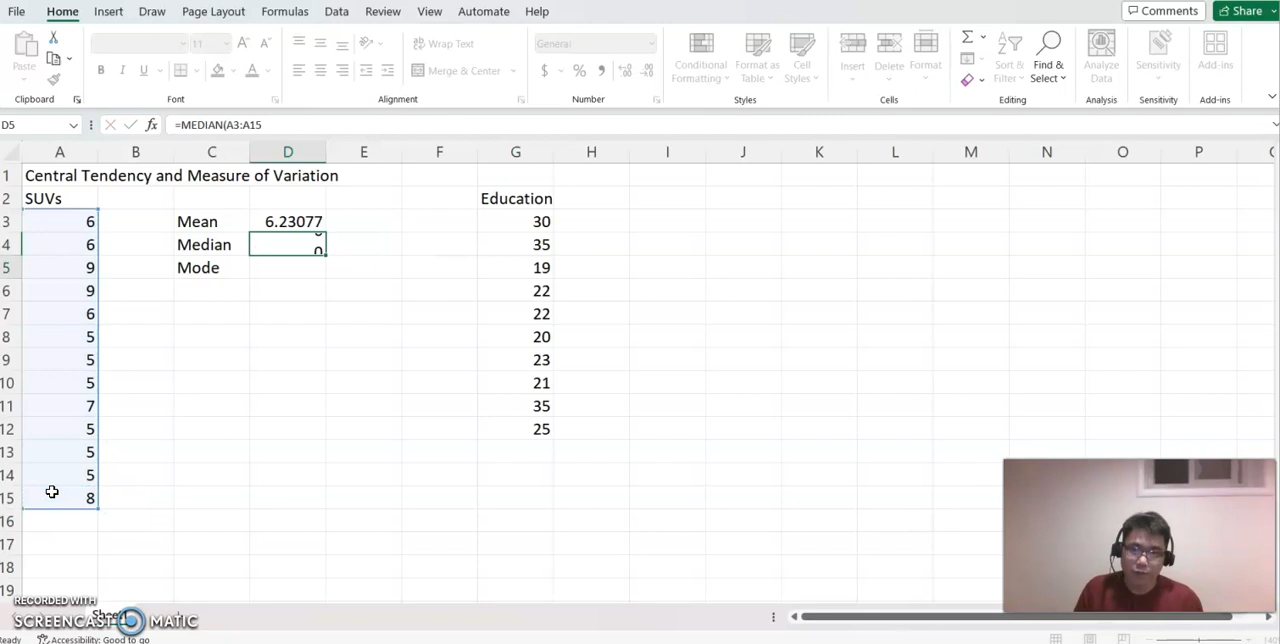 File Home Insert Draw Page Layout Formulas Data Review View Automate Help Comments Share
11 Wrap Text General
Paste Conditional Formatting Format as Table Cell Styles Insert Delete Format Sort & Filter Find & Select Analyze Data Sensitivity Add-ins
B I U Merge & Center $ % 9
Clipboard Font Alignment Number Styles Cells Editing Analysis Sensitivity Add-ins
D5 fx =MEDIAN(A3:A15
A B C D E F G H I J K L M N O P
1 Central Tendency and Measure of Variation
2 SUVs Education
3 6 Mean 6.23077 30
4 6 Median 35
5 9 Mode 19
6 9 22
7 6 22
8 5 20
9 5 23
10 5 21
11 7 35
12 5 25
13 5
14 5
15 8
16
17
18
19
RECORDED WITH
SCREENCAST MATIC
Sheet1
Ready Accessibility: Good to go